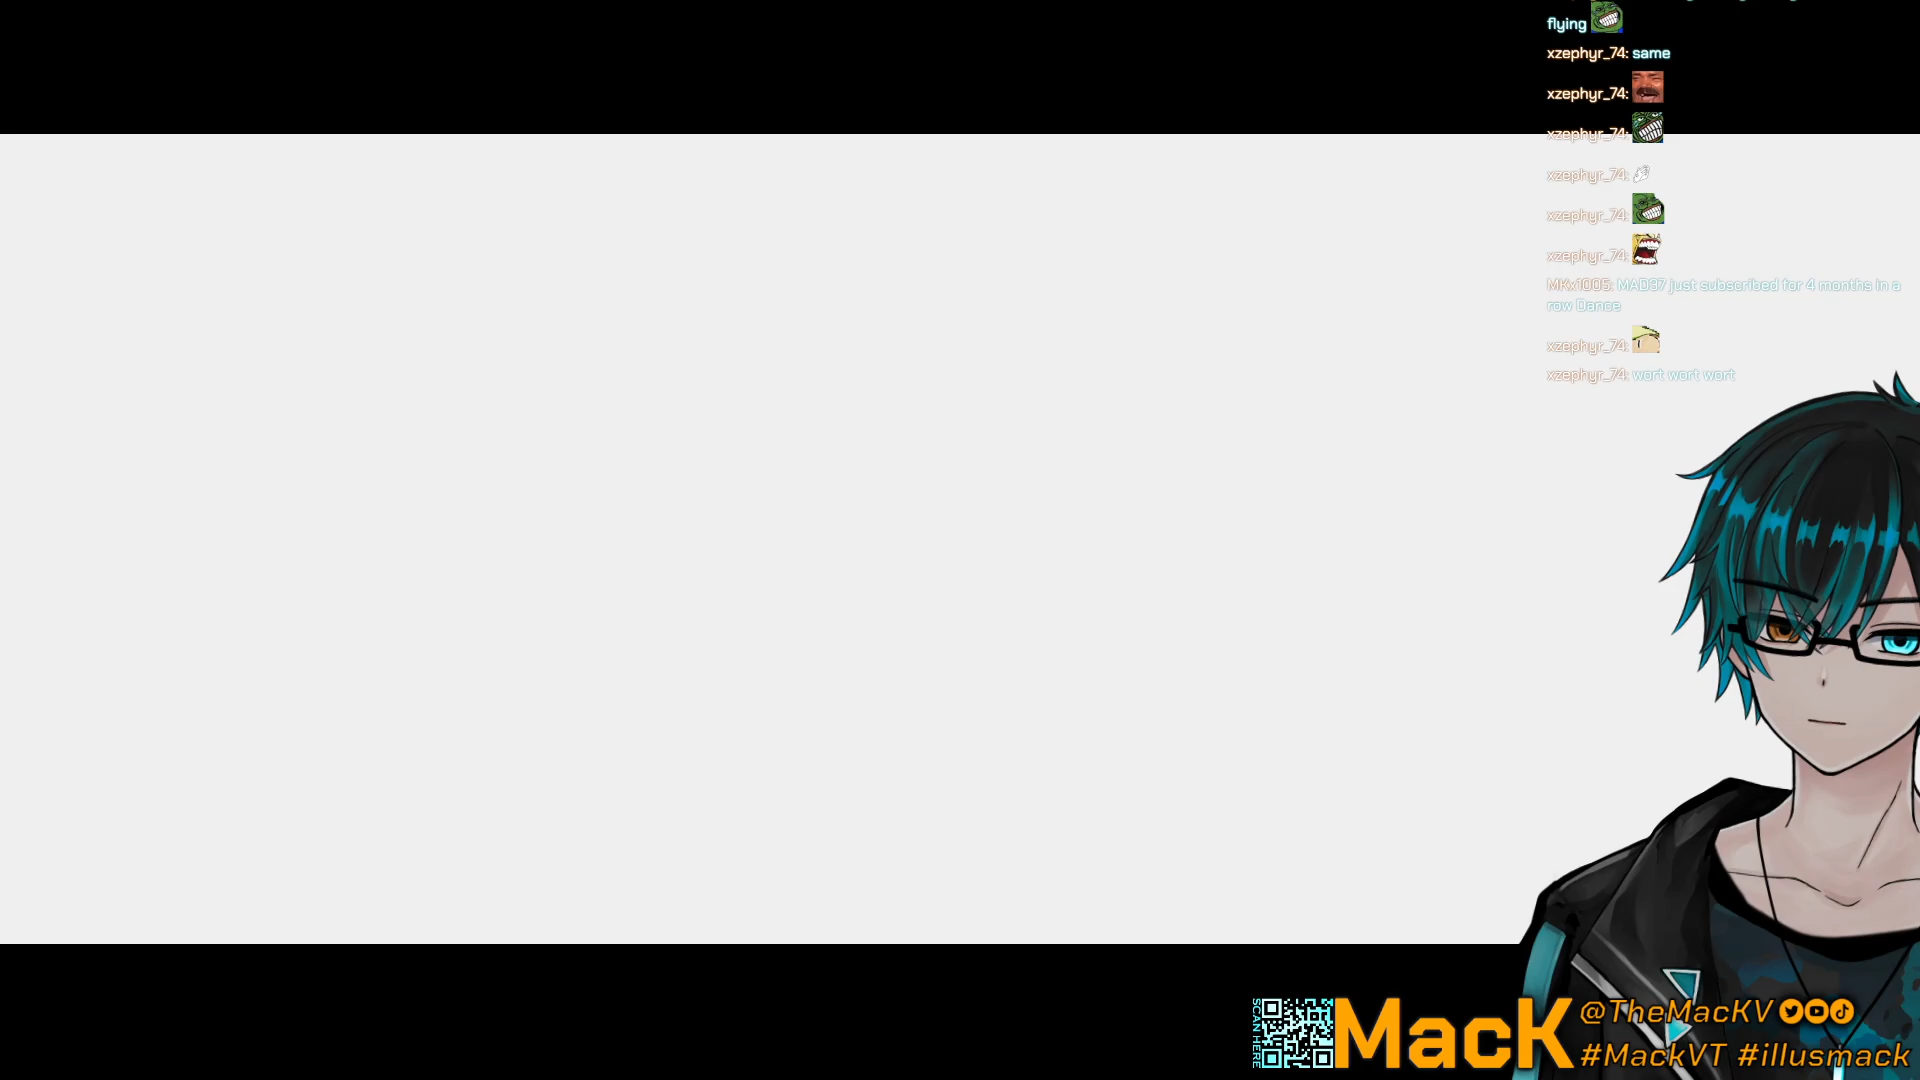 flying
xzephyr_74: same
xzephyr_74:
xzephyr_74:
xzephyr_74:
xzephyr_74:
xzephyr_74:
MKx1005: MAD37 just subscribed for 4 months in a
row Dance
xzephyr_74:
xzephyr_74: wort wort wort
SCAN HERE
MacK
@TheMacKV
#MackVT #illusmack